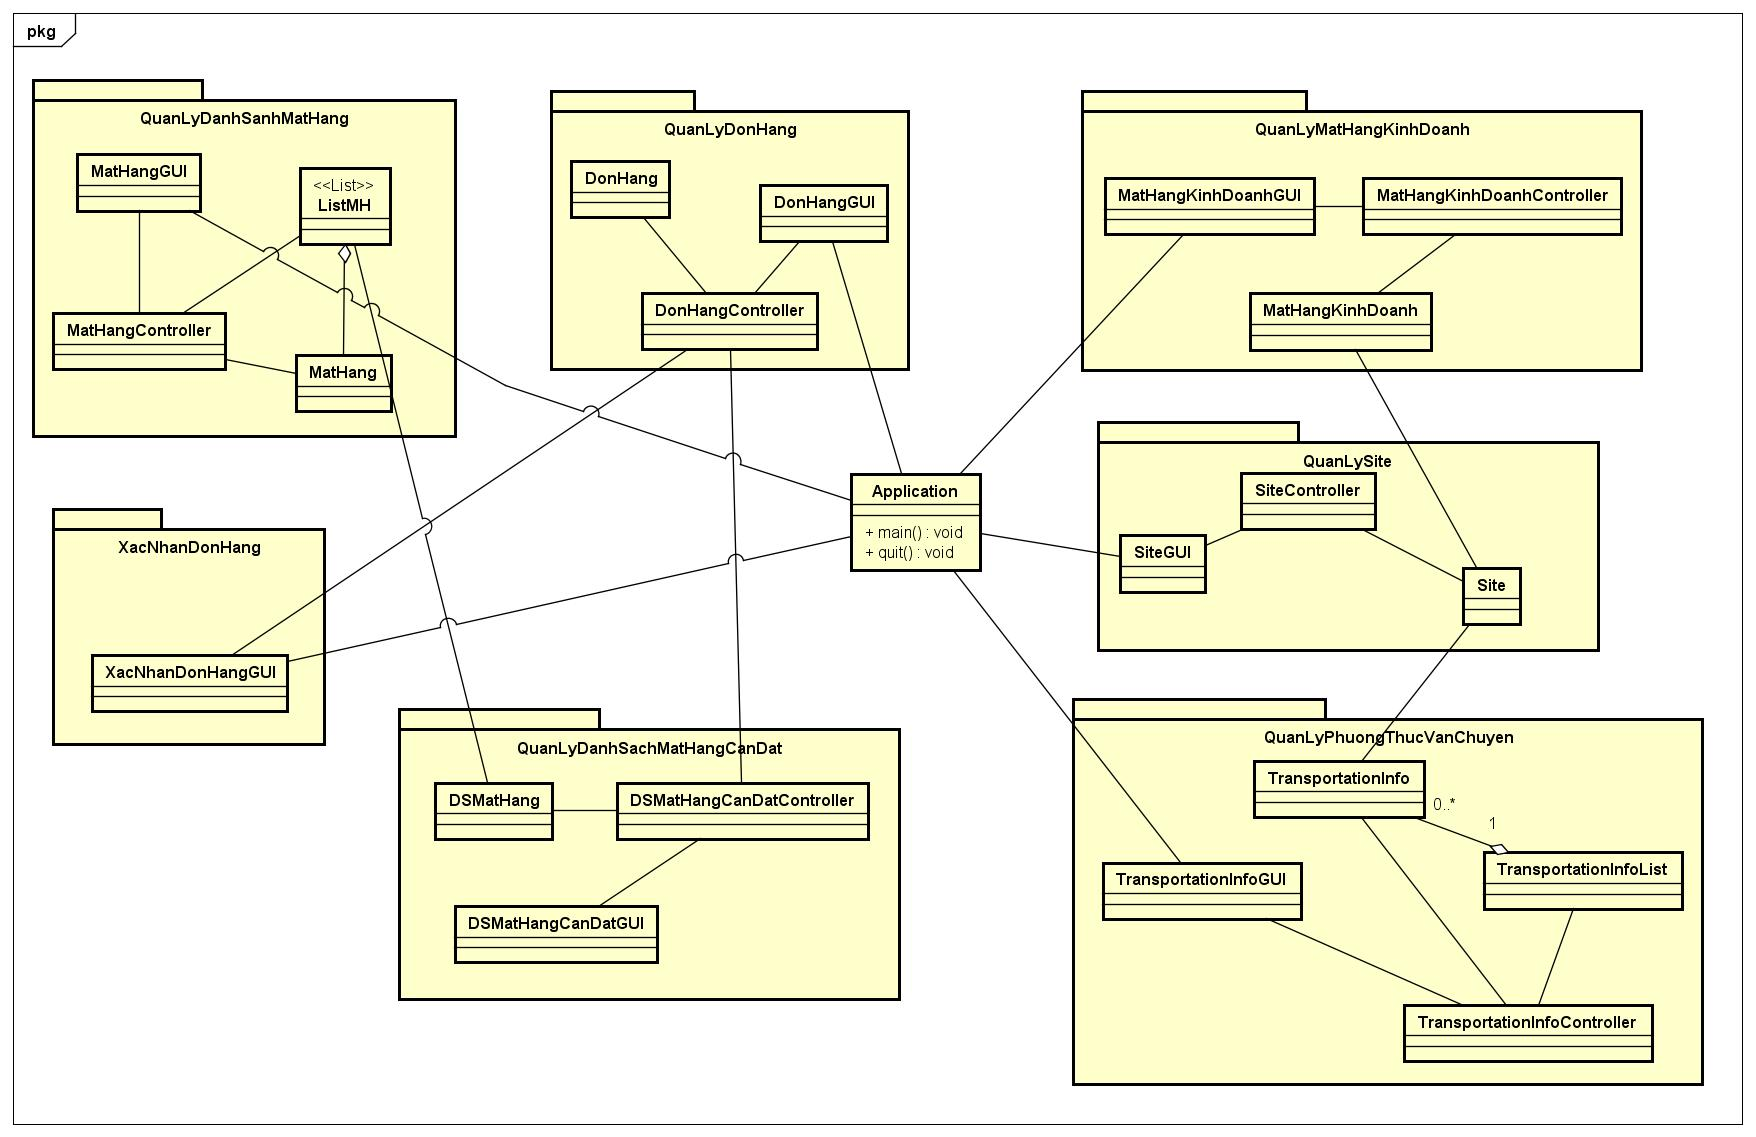 pkg
QuanLyDanhSanhMatHang
MatHangGUI
<<List>>
ListMH
MatHangController
MatHang
QuanLyDonHang
DonHang
DonHangGUI
DonHangController
QuanLyMatHangKinhDoanh
MatHangKinhDoanhGUI
MatHangKinhDoanhController
MatHangKinhDoanh
Application
+ main() : void
+ quit() : void
QuanLySite
SiteController
SiteGUI
Site
XacNhanDonHang
XacNhanDonHangGUI
QuanLyDanhSachMatHangCanDat
DSMatHang
DSMatHangCanDatController
DSMatHangCanDatGUI
QuanLyPhuongThucVanChuyen
TransportationInfo
0..*
1
TransportationInfoGUI
TransportationInfoList
TransportationInfoController